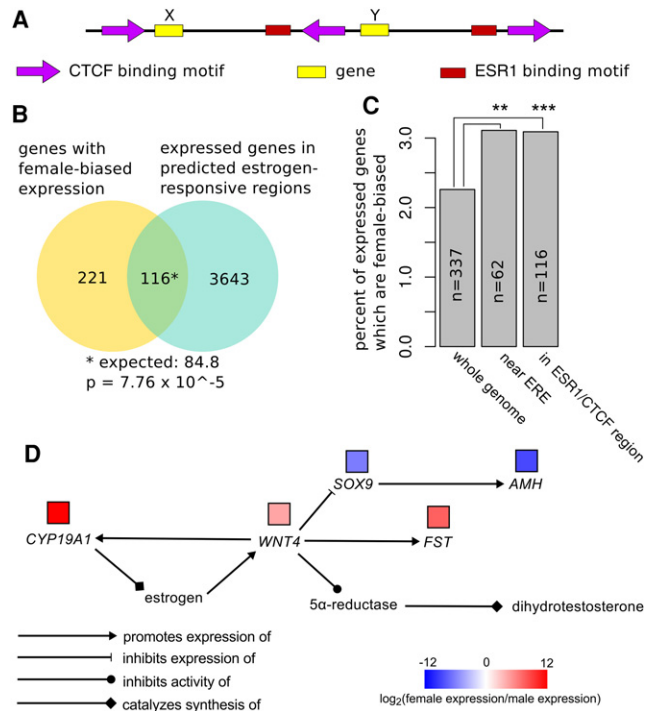 A
X
Y
CTCF binding motif
gene
ESR1 binding motif
B
genes with
female-biased
expression
expressed genes in
predicted estrogen-
responsive regions
221
116*
3643
* expected: 84.8
p = 7.76 x 10^-5
C
**
***
percent of expressed genes
which are female-biased
3.0
2.0
1.0
0.0
n=337
n=62
n=116
whole genome
near ERE
in ESR1/CTCF region
D
SOX9
AMH
CYP19A1
WNT4
FST
estrogen
5α-reductase
dihydrotestosterone
promotes expression of
inhibits expression of
inhibits activity of
catalyzes synthesis of
-12
0
12
log2(female expression/male expression)